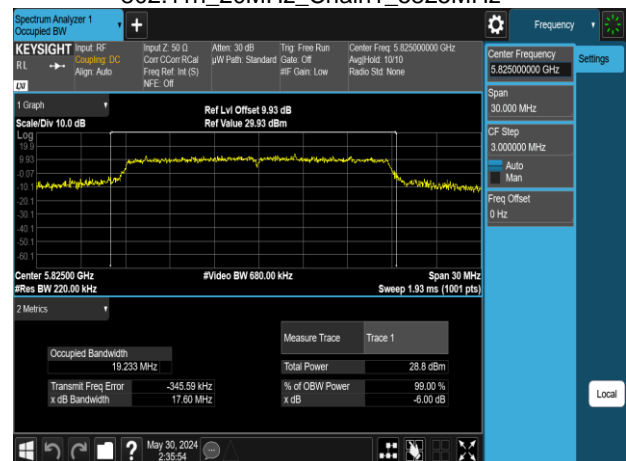 802.11n_20MHz_Chain1_5825MHz
Spectrum Analyzer 1
Occupied BW
Frequency
KEYSIGHT
RL
LXI
Input: RF
Coupling: DC
Align: Auto
Input Z: 50 Ω
Corr CCorr RCal
Freq Ref: Int (S)
NFE: Off
Atten: 30 dB
µW Path: Standard
Trig: Free Run
Gate: Off
#IF Gain: Low
Center Freq: 5.825000000 GHz
Avg|Hold: 10/10
Radio Std: None
Center Frequency
5.825000000 GHz
Settings
Span
30.000 MHz
CF Step
3.000000 MHz
Auto
Man
Freq Offset
0 Hz
Local
1 Graph
Scale/Div 10.0 dB
Ref Lvl Offset 9.93 dB
Ref Value 29.93 dBm
Log
19.9
9.93
-0.07
-10.1
-20.1
-30.1
-40.1
-50.1
-60.1
Center 5.82500 GHz
#Video BW 680.00 kHz
Span 30 MHz
#Res BW 220.00 kHz
Sweep 1.93 ms (1001 pts)
2 Metrics
Measure Trace Trace 1
Occupied Bandwidth
19.233 MHz
Total Power 28.8 dBm
Transmit Freq Error -345.59 kHz
% of OBW Power 99.00 %
x dB Bandwidth 17.60 MHz
x dB -6.00 dB
May 30, 2024
2:35:54